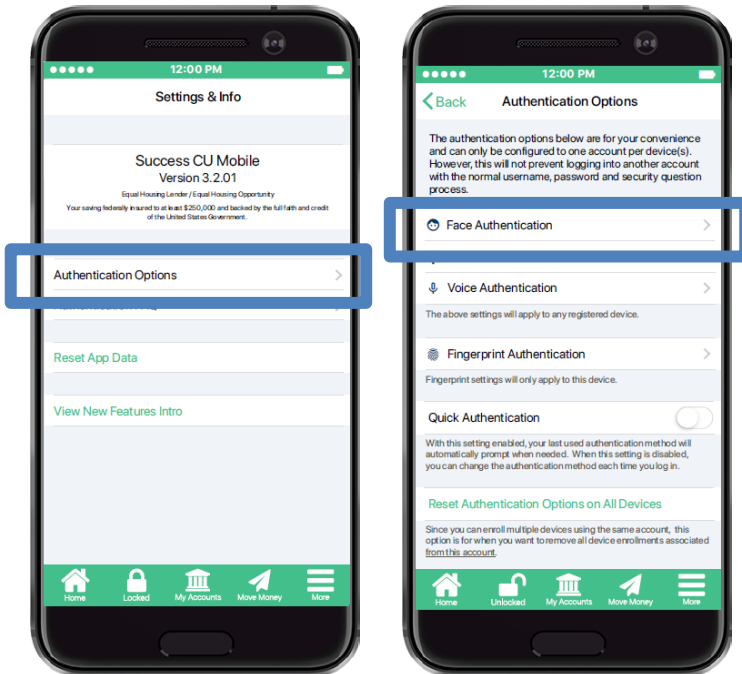 12:00 PM
Settings & Info
Success CU Mobile
Version 3.2.01
Equal Housing Lender / Equal Housing Opportunity
Your saving federally insured to at least $250,000 and backed by the full faith and credit
of the United States Government.
Authentication Options
Reset App Data
View New Features Intro
Home
Locked
My Accounts
Move Money
More
12:00 PM
Back
Authentication Options
The authentication options below are for your convenience
and can only be configured to one account per device(s).
However, this will not prevent logging into another account
with the normal username, password and security question
process.
Face Authentication
Voice Authentication
The above settings will apply to any registered device.
Fingerprint Authentication
Fingerprint settings will only apply to this device.
Quick Authentication
With this setting enabled, your last used authentication method will
automatically prompt when needed. When this setting is disabled,
you can change the authentication method each time you log in.
Reset Authentication Options on All Devices
Since you can enroll multiple devices using the same account, this
option is for when you want to remove all device enrollments associated
from this account.
Home
Unlocked
My Accounts
Move Money
More